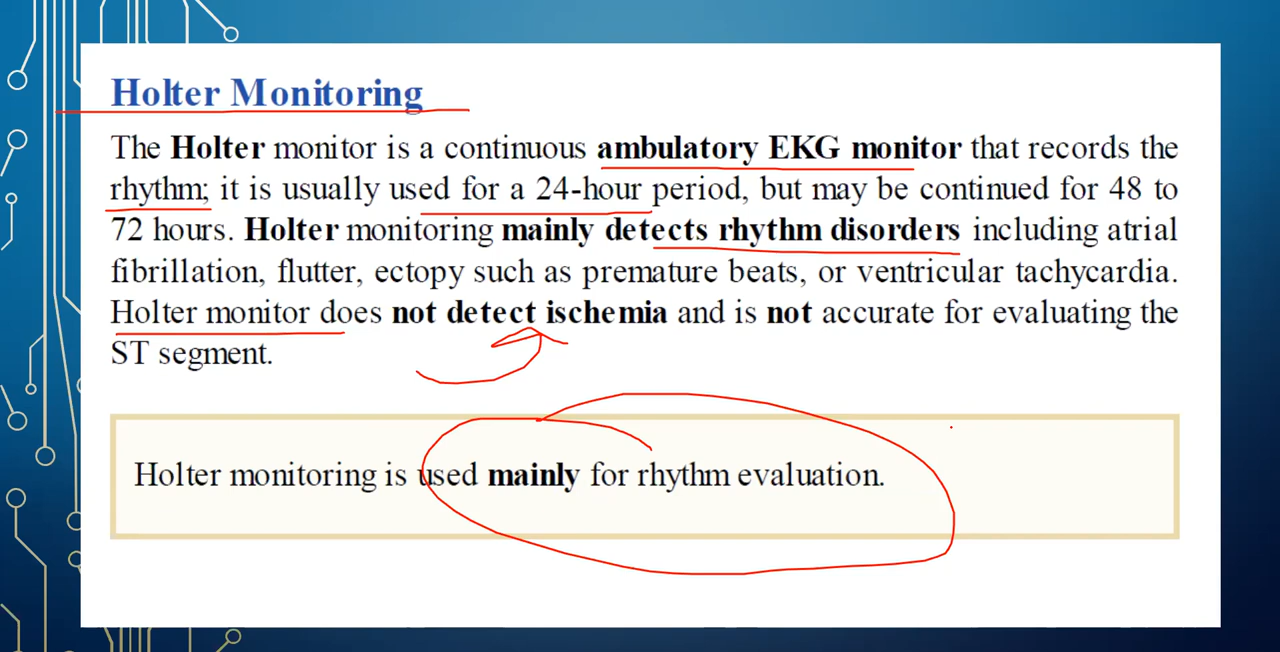 Holter Monitoring
The Holter monitor is a continuous ambulatory EKG monitor that records the
rhythm; it is usually used for a 24-hour period, but may be continued for 48 to
72 hours. Holter monitoring mainly detects rhythm disorders including atrial
fibrillation, flutter, ectopy such as premature beats, or ventricular tachycardia.
Holter monitor does not detect ischemia and is not accurate for evaluating the
ST segment.
Holter monitoring is used mainly for rhythm evaluation.